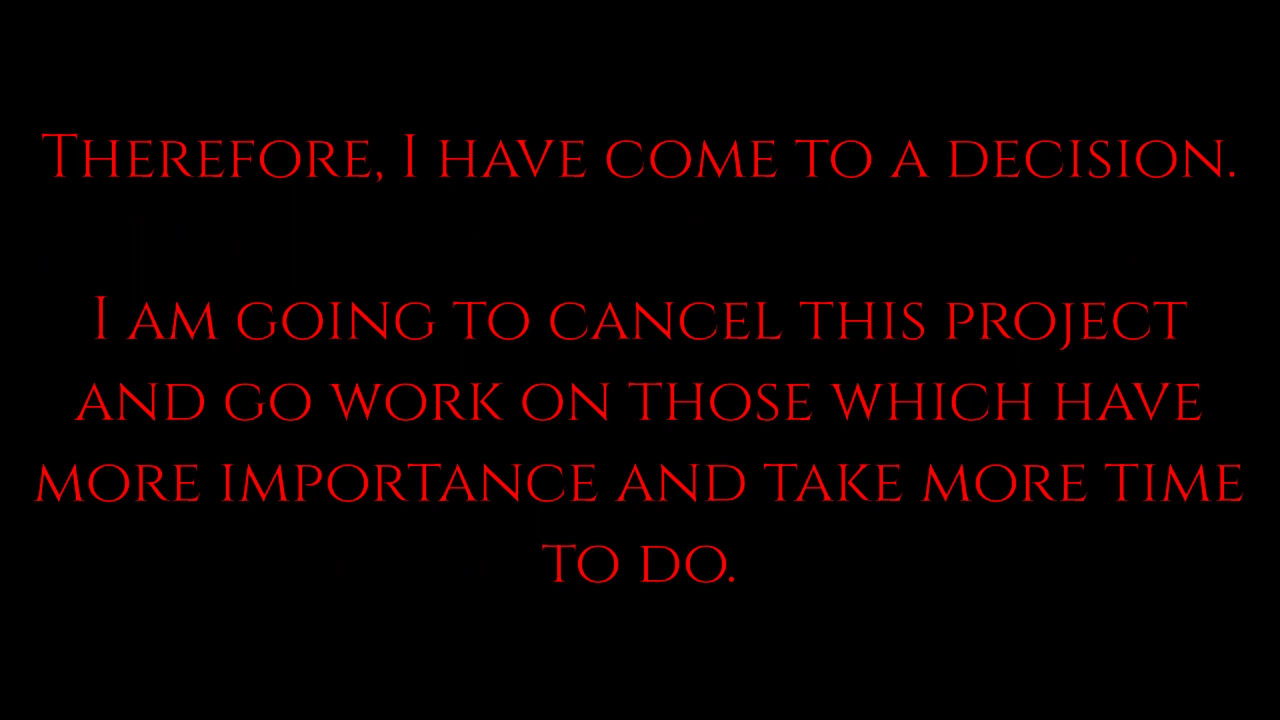 Therefore, I have come to a decision.
I am going to cancel this project
and go work on those which have
more importance and take more time
to do.